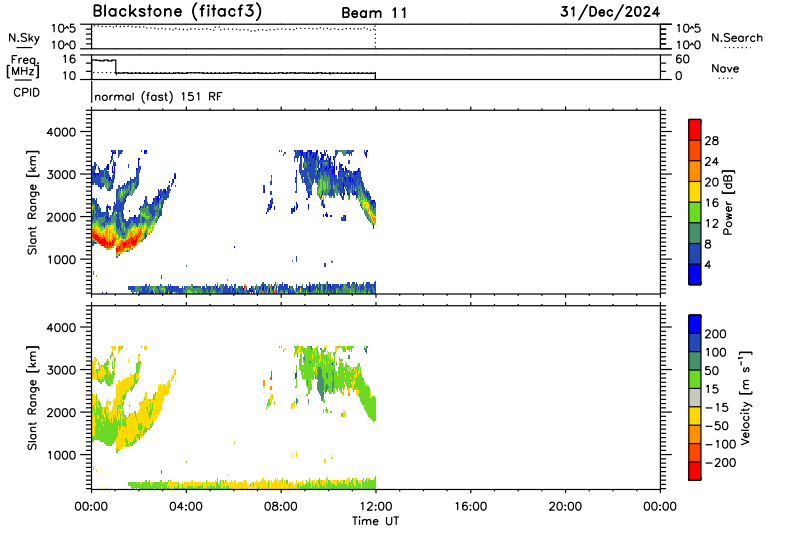 Blackstone (fitacf3) Beam 11 31/Dec/2024
N.Sky 10^5 10^0 10^5 10^0 N.Search
Freq. [MHz] 16 10 60 0 Nave
CPID normal (fast) 151 RF
Slant Range [km] 4000 3000 2000 1000
Power [dB] 28 24 20 16 12 8 4
Slant Range [km] 4000 3000 2000 1000
Velocity [m s⁻¹] 200 100 50 15 −15 −50 −100 −200
00:00 04:00 08:00 12:00 16:00 20:00 00:00
Time UT